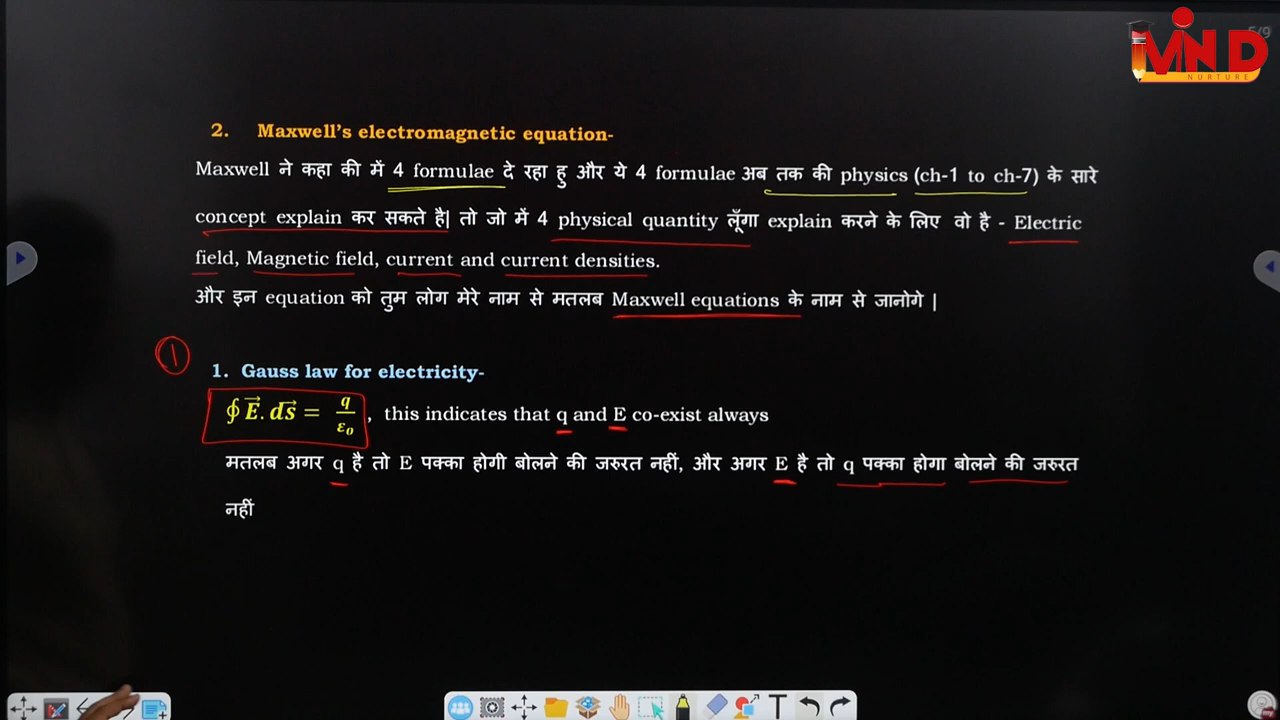 MIND
NURTURE
2. Maxwell's electromagnetic equation-
Maxwell ने कहा की में 4 formulae दे रहा हु और ये 4 formulae अब तक की physics (ch-1 to ch-7) के सारे
concept explain कर सकते है| तो जो में 4 physical quantity लूँगा explain करने के लिए वो है - Electric
field, Magnetic field, current and current densities.
और इन equation को तुम लोग मेरे नाम से मतलब Maxwell equations के नाम से जानोगे |
1
1. Gauss law for electricity-
∮E⃗.ds⃗ = q/ε₀ , this indicates that q and E co-exist always
मतलब अगर q है तो E पक्का होगी बोलने की जरुरत नहीं, और अगर E है तो q पक्का होगा बोलने की जरुरत
नहीं
T